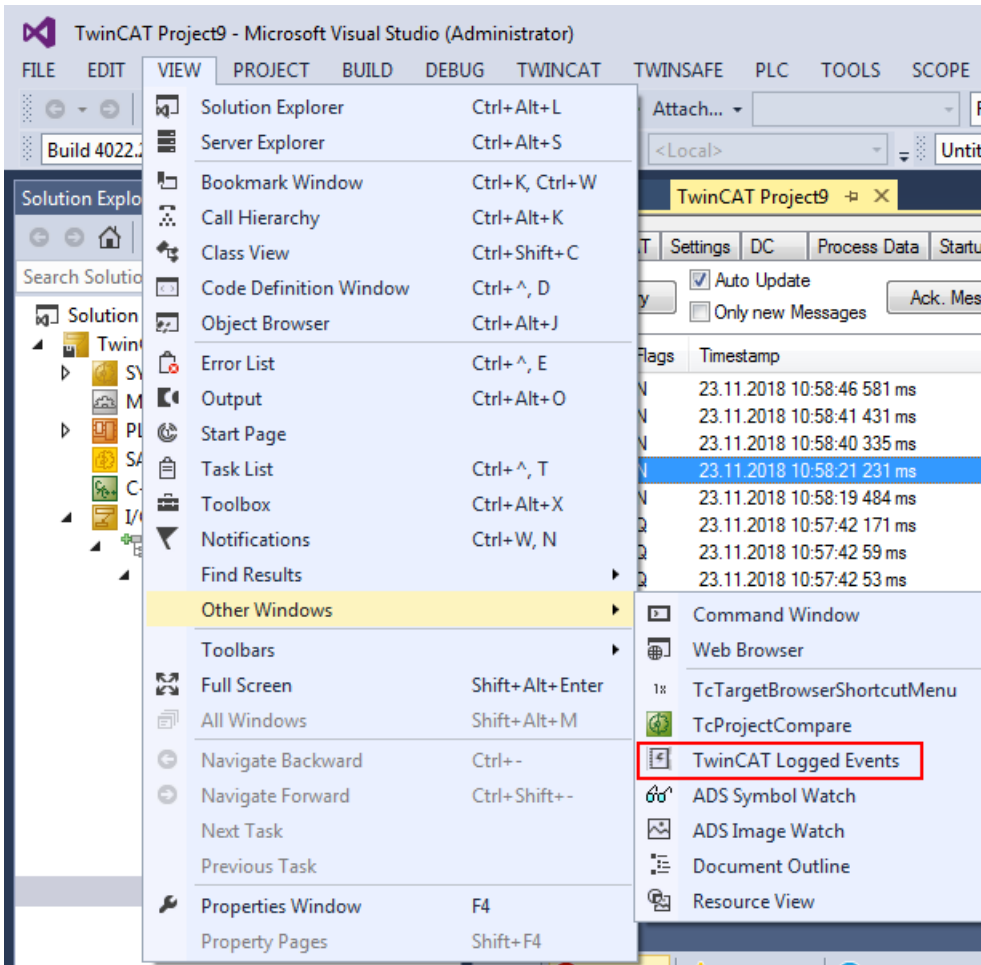 TwinCAT Project9 - Microsoft Visual Studio (Administrator)
FILE EDIT VIEW PROJECT BUILD DEBUG TWINCAT TWINSAFE PLC TOOLS SCOPE
Attach...
Build 4022.2
<Local>
Untit
Solution Explo
TwinCAT Project9
Settings DC Process Data Startu
Search Solutio
Auto Update
Only new Messages
Ack. Mes
Solution
Flags Timestamp
N 23.11.2018 10:58:46 581 ms
N 23.11.2018 10:58:41 431 ms
N 23.11.2018 10:58:40 335 ms
N 23.11.2018 10:58:21 231 ms
N 23.11.2018 10:58:19 484 ms
Q 23.11.2018 10:57:42 171 ms
Q 23.11.2018 10:57:42 59 ms
Q 23.11.2018 10:57:42 53 ms
Solution Explorer Ctrl+Alt+L
Server Explorer Ctrl+Alt+S
Bookmark Window Ctrl+K, Ctrl+W
Call Hierarchy Ctrl+Alt+K
Class View Ctrl+Shift+C
Code Definition Window Ctrl+^, D
Object Browser Ctrl+Alt+J
Error List Ctrl+^, E
Output Ctrl+Alt+O
Start Page
Task List Ctrl+^, T
Toolbox Ctrl+Alt+X
Notifications Ctrl+W, N
Find Results
Other Windows
Toolbars
Full Screen Shift+Alt+Enter
All Windows Shift+Alt+M
Navigate Backward Ctrl+-
Navigate Forward Ctrl+Shift+-
Next Task
Previous Task
Properties Window F4
Property Pages Shift+F4
Command Window
Web Browser
TcTargetBrowserShortcutMenu
TcProjectCompare
TwinCAT Logged Events
ADS Symbol Watch
ADS Image Watch
Document Outline
Resource View